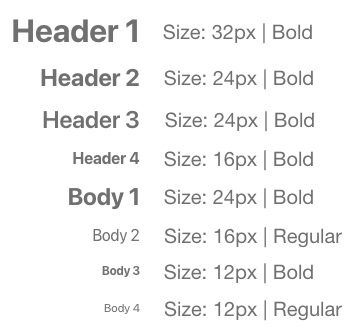 Header 1 Size: 32px | Bold
Header 2 Size: 24px | Bold
Header 3 Size: 24px | Bold
Header 4 Size: 16px | Bold
Body 1 Size: 24px | Bold
Body 2 Size: 16px | Regular
Body 3 Size: 12px | Bold
Body 4 Size: 12px | Regular